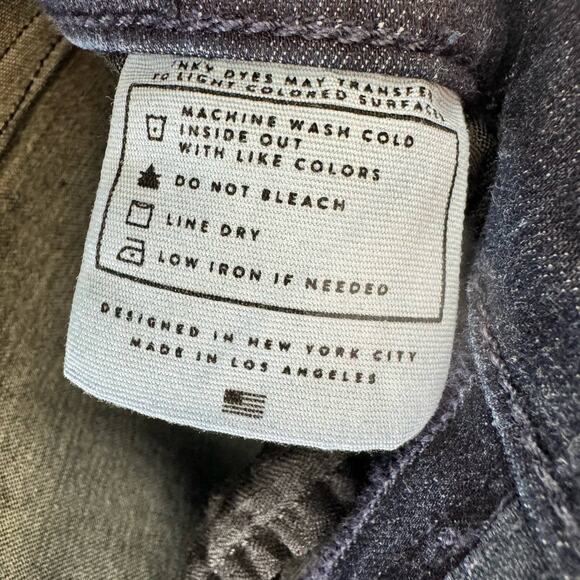 DYES MAY TRANSFER
TO LIGHT COLORED SURFACES
MACHINE WASH COLD
INSIDE OUT
WITH LIKE COLORS
DO NOT BLEACH
LINE DRY
LOW IRON IF NEEDED
DESIGNED IN NEW YORK CITY
MADE IN LOS ANGELES